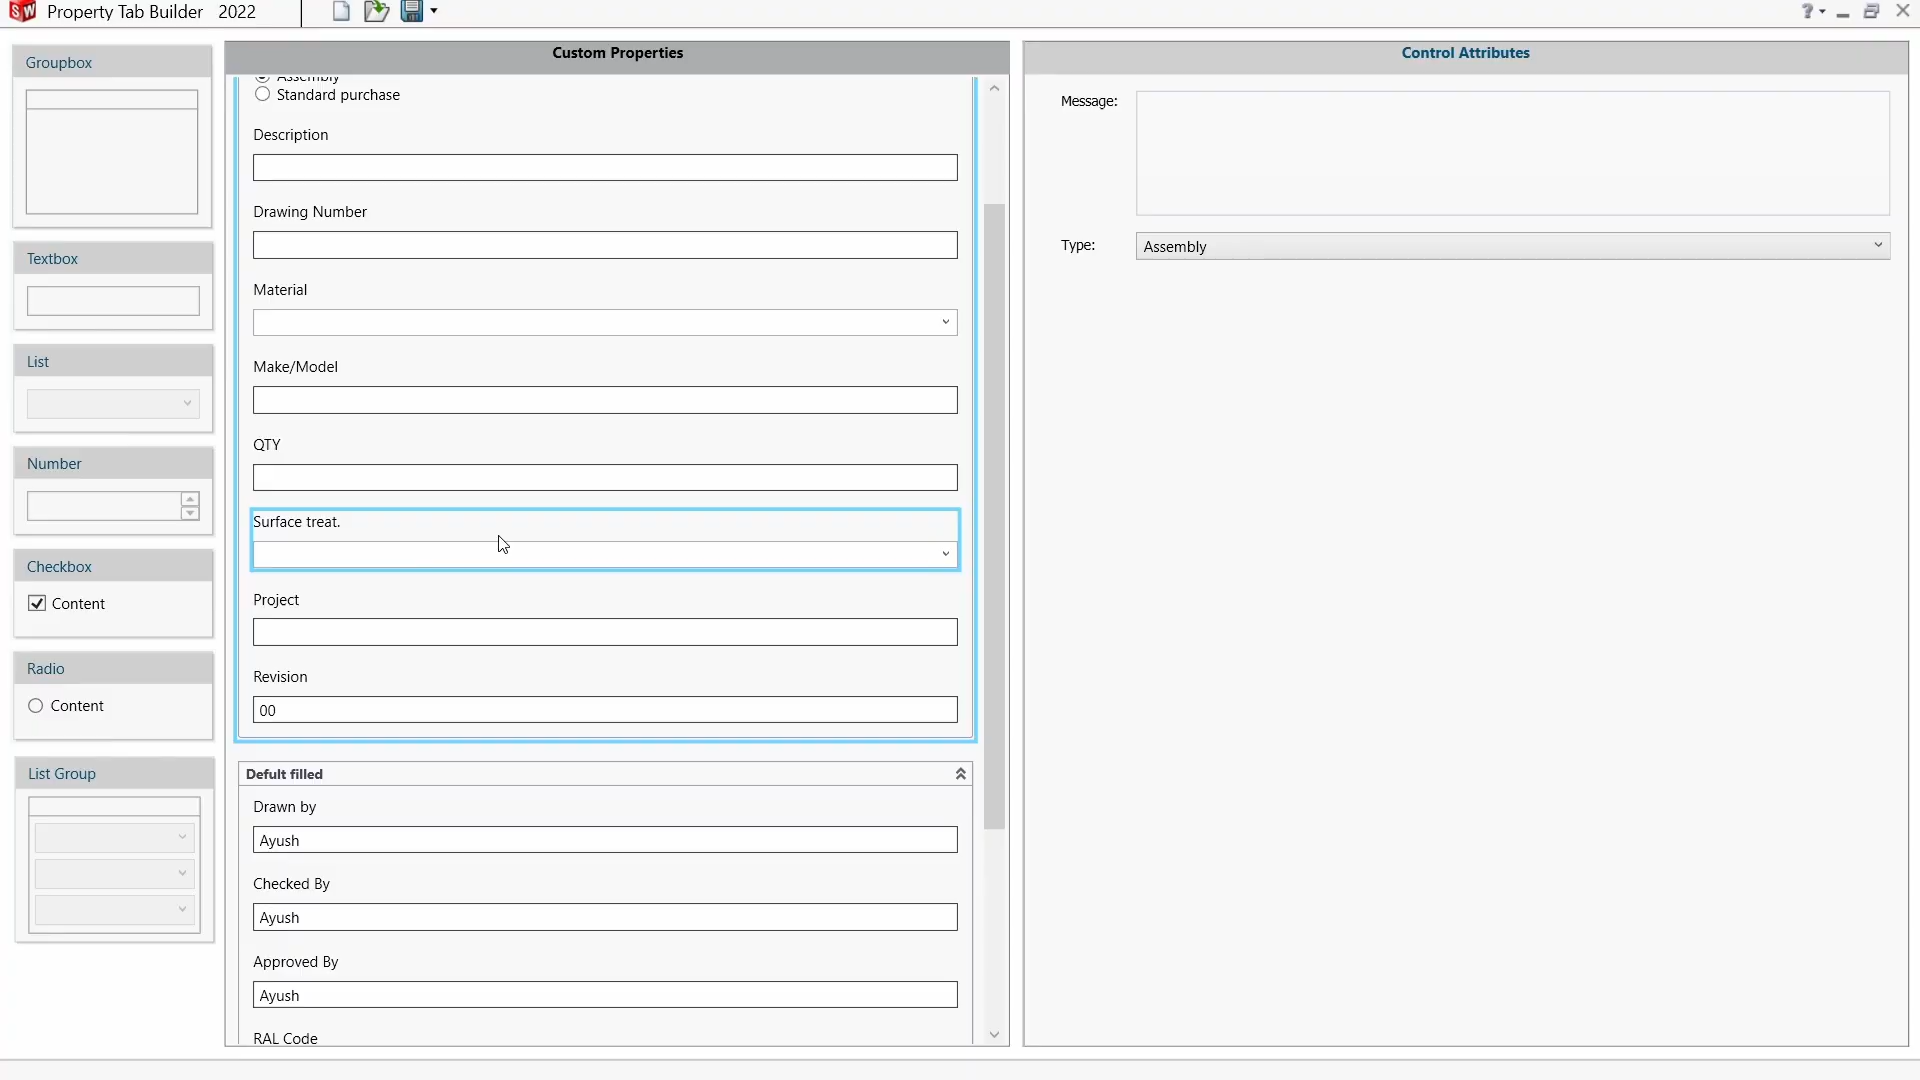 SW Property Tab Builder 2022
?
Groupbox
Textbox
List
Number
Checkbox
Content
Radio
Content
List Group
Custom Properties
Assembly
Standard purchase
Description
Drawing Number
Material
Make/Model
QTY
Surface treat.
Project
Revision
00
Defult filled
Drawn by
Ayush
Checked By
Ayush
Approved By
Ayush
RAL Code
Control Attributes
Message:
Type:
Assembly